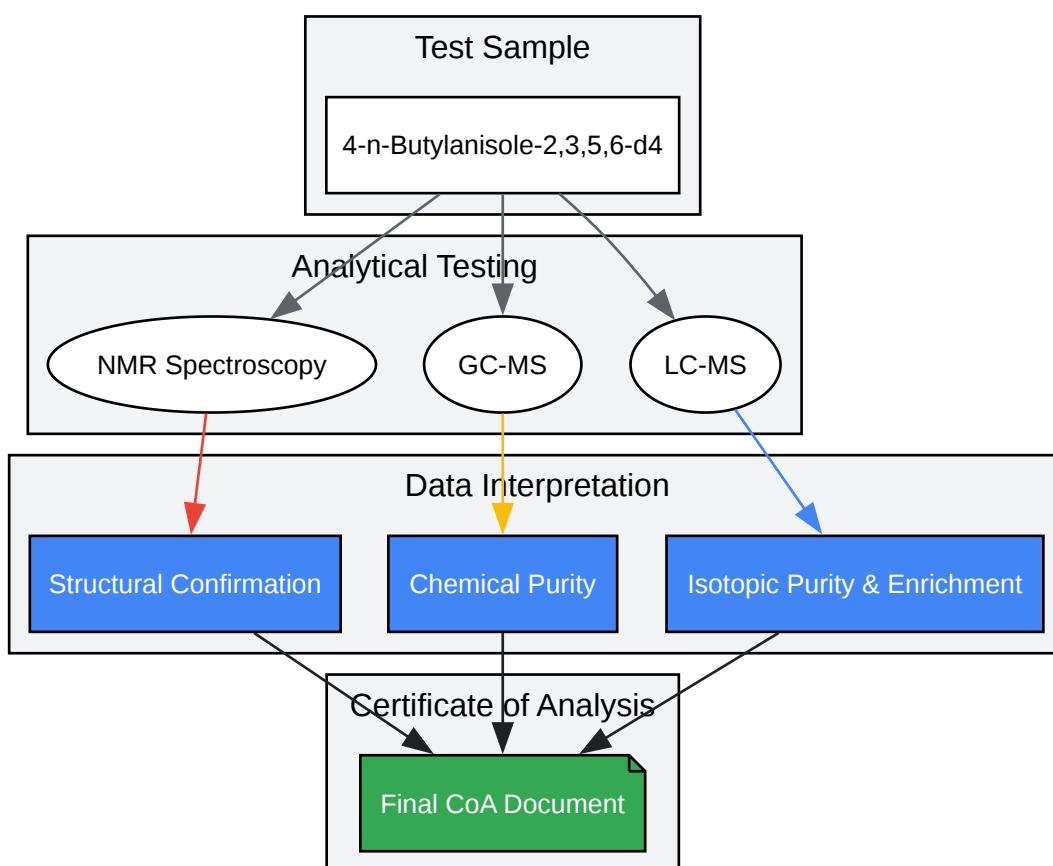 Test Sample
4-n-Butylanisole-2,3,5,6-d4
Analytical Testing
NMR Spectroscopy
GC-MS
LC-MS
Data Interpretation
Structural Confirmation
Chemical Purity
Isotopic Purity & Enrichment
Certificate of Analysis
Final CoA Document